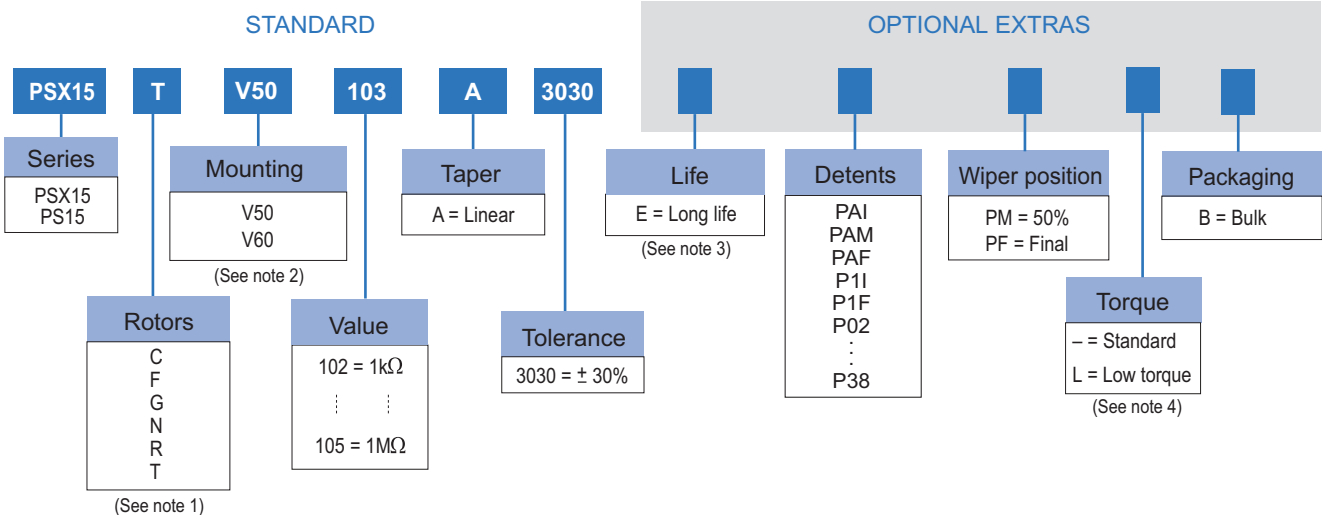 STANDARD
OPTIONAL EXTRAS
PSX15 T V50 103 A 3030
Series
PSX15
PS15
Mounting
V50
V60
(See note 2)
Taper
A = Linear
Life
E = Long life
(See note 3)
Detents
PAI
PAM
PAF
P1I
P1F
P02
:
:
P38
Wiper position
PM = 50%
PF = Final
Packaging
B = Bulk
Rotors
C
F
G
N
R
T
(See note 1)
Value
102 = 1kΩ
105 = 1MΩ
Tolerance
3030 = ± 30%
Torque
– = Standard
L = Low torque
(See note 4)